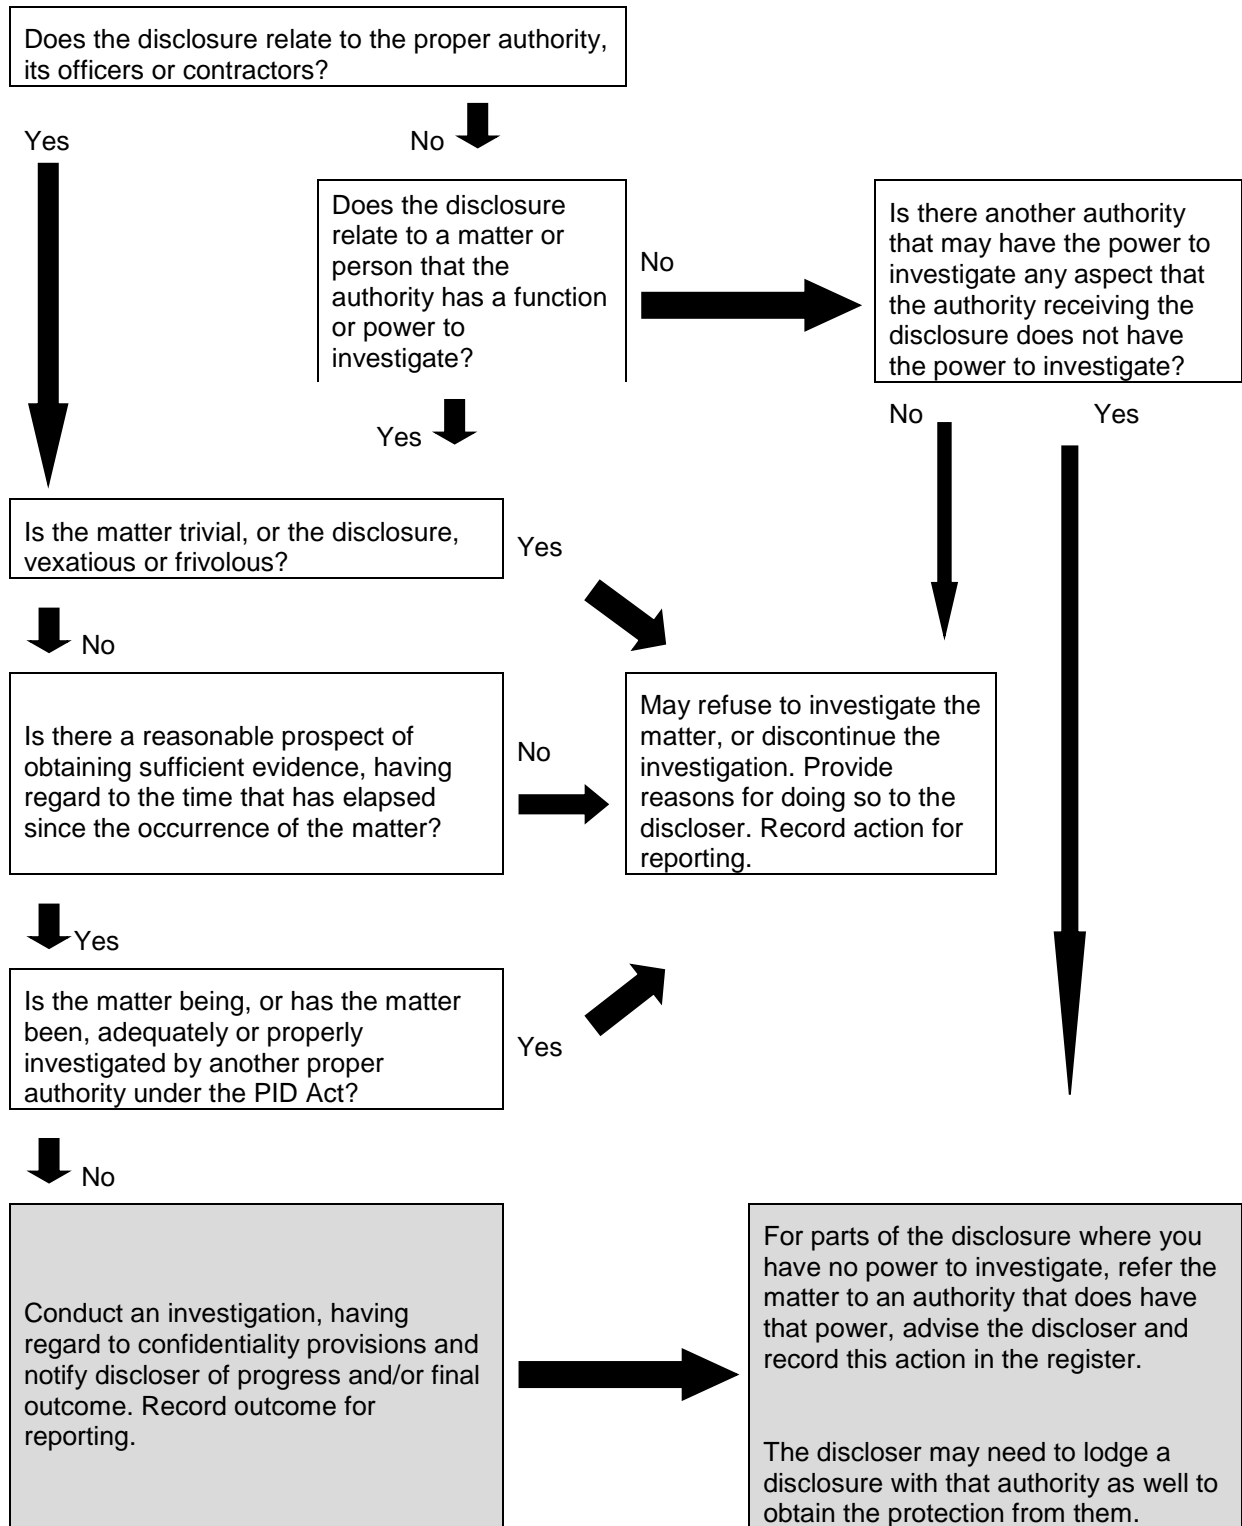 Does the disclosure relate to the proper authority,
its officers or contractors?
Yes
No
Does the disclosure
relate to a matter or
person that the
authority has a function
or power to
investigate?
No
Is there another authority
that may have the power to
investigate any aspect that
the authority receiving the
disclosure does not have
the power to investigate?
Yes
No
Yes
Is the matter trivial, or the disclosure,
vexatious or frivolous?
Yes
No
Is there a reasonable prospect of
obtaining sufficient evidence, having
regard to the time that has elapsed
since the occurrence of the matter?
No
May refuse to investigate the
matter, or discontinue the
investigation. Provide
reasons for doing so to the
discloser. Record action for
reporting.
Yes
Is the matter being, or has the matter
been, adequately or properly
investigated by another proper
authority under the PID Act?
Yes
No
Conduct an investigation, having
regard to confidentiality provisions and
notify discloser of progress and/or final
outcome. Record outcome for
reporting.
For parts of the disclosure where you
have no power to investigate, refer the
matter to an authority that does have
that power, advise the discloser and
record this action in the register.
The discloser may need to lodge a
disclosure with that authority as well to
obtain the protection from them.